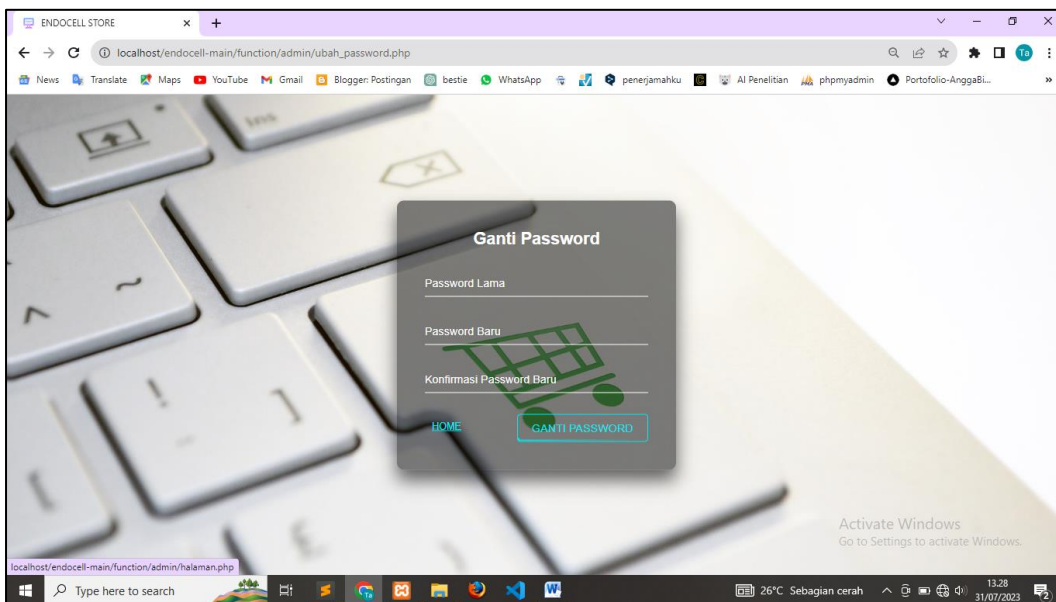 ENDOCELL STORE
localhost/endocell-main/function/admin/ubah_password.php
Ta
News Translate Maps YouTube Gmail Blogger: Postingan bestie WhatsApp penerjamahku AI Penelitian phpmyadmin Portofolio-AnggaBi... »
Ins
Ganti Password
Password Lama
Password Baru
Konfirmasi Password Baru
HOME GANTI PASSWORD
Activate Windows
Go to Settings to activate Windows.
localhost/endocell-main/function/admin/halaman.php
Type here to search
26°C Sebagian cerah
13.28
31/07/2023
2